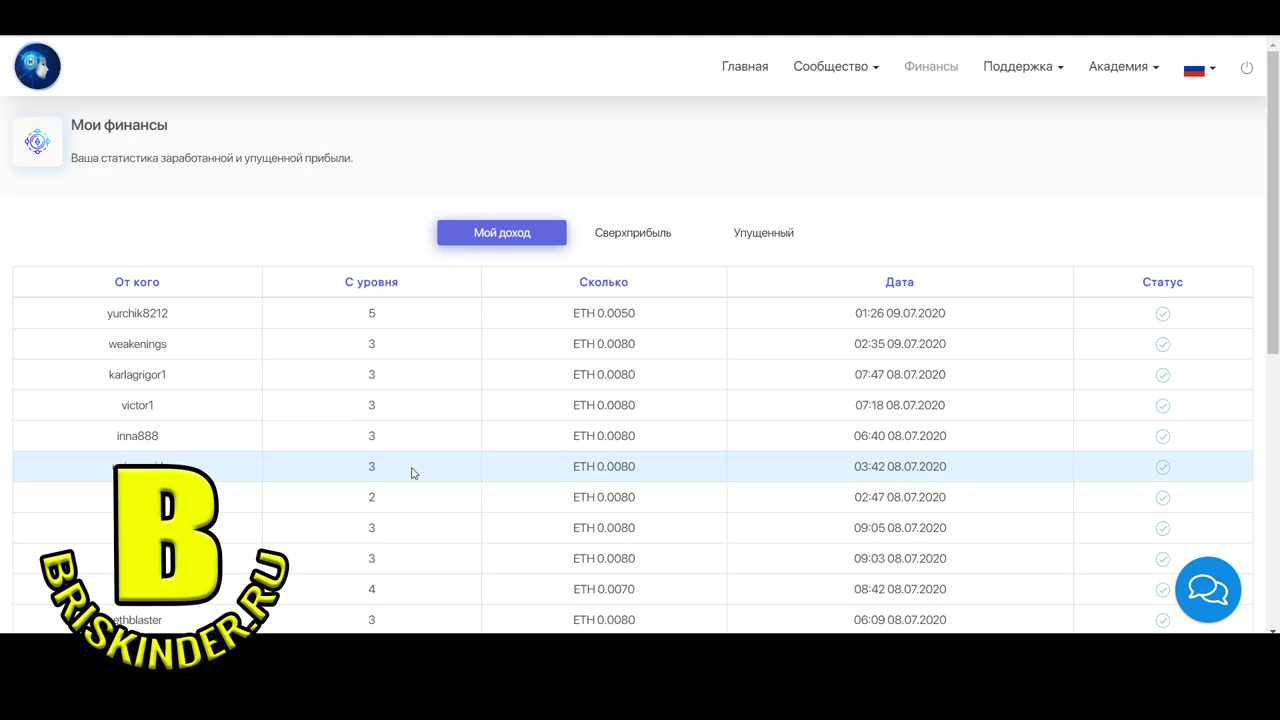 Главная Сообщество Финансы Поддержка Академия
Мои финансы
Ваша статистика заработанной и упущенной прибыли.
Мой доход Сверхприбыль Упущенный
От кого С уровня Сколько Дата Статус
yurchik8212 5 ETH 0.0050 01:26 09.07.2020
weakenings 3 ETH 0.0080 02:35 09.07.2020
karlagrigor1 3 ETH 0.0080 07:47 08.07.2020
victor1 3 ETH 0.0080 07:18 08.07.2020
inna888 3 ETH 0.0080 06:40 08.07.2020
3 ETH 0.0080 03:42 08.07.2020
2 ETH 0.0080 02:47 08.07.2020
3 ETH 0.0080 09:05 08.07.2020
3 ETH 0.0080 09:03 08.07.2020
4 ETH 0.0070 08:42 08.07.2020
ethblaster 3 ETH 0.0080 06:09 08.07.2020
B
BRISKINDER.RU